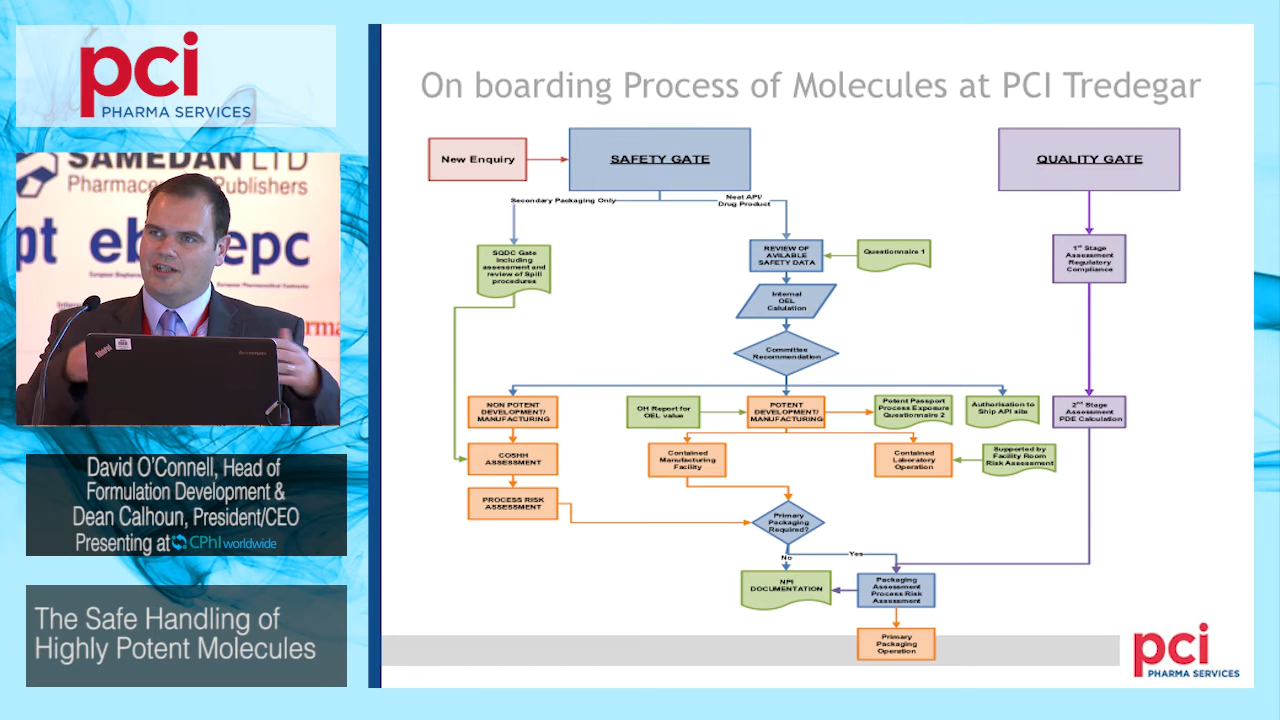 pci
PHARMA SERVICES
SAMEDAN LTD
Pharmaceutical Publishers
pt
epc
European Pharmaceutical Contractor
ThinkPad
David O'Connell, Head of
Formulation Development &
Dean Calhoun, President/CEO
Presenting at CPhI worldwide
The Safe Handling of
Highly Potent Molecules
On boarding Process of Molecules at PCI Tredegar
New Enquiry
SAFETY GATE
QUALITY GATE
Secondary Packaging Only
Neat API/
Drug Product
SQDC Gate
including
assessment and
review of Spill
procedures
REVIEW OF
AVILABLE
SAFETY DATA
Questionnaire 1
1st Stage
Assessment
Regulatory
Compliance
Internal
OEL
Calulation
Committee
Recommendation
NON POTENT
DEVELOPMENT/
MANUFACTURING
OH Report for
OEL value
POTENT
DEVELOPMENT/
MANUFACTURING
Potent Passport
Process Exposure
Questionnaire 2
Authorisation to
Ship API site
2nd Stage
Assessment
PDE Calculation
COSHH
ASSESSMENT
Contained
Manufacturing
Facility
Contained
Laboratory
Operation
Supported by
Facility Room
Risk Assessment
PROCESS RISK
ASSESSMENT
Primary
Packaging
Required?
No
Yes
NPI
DOCUMENTATION
Packaging
Assessment
Process Risk
Assessment
Primary
Packaging
Operation
pci
PHARMA SERVICES